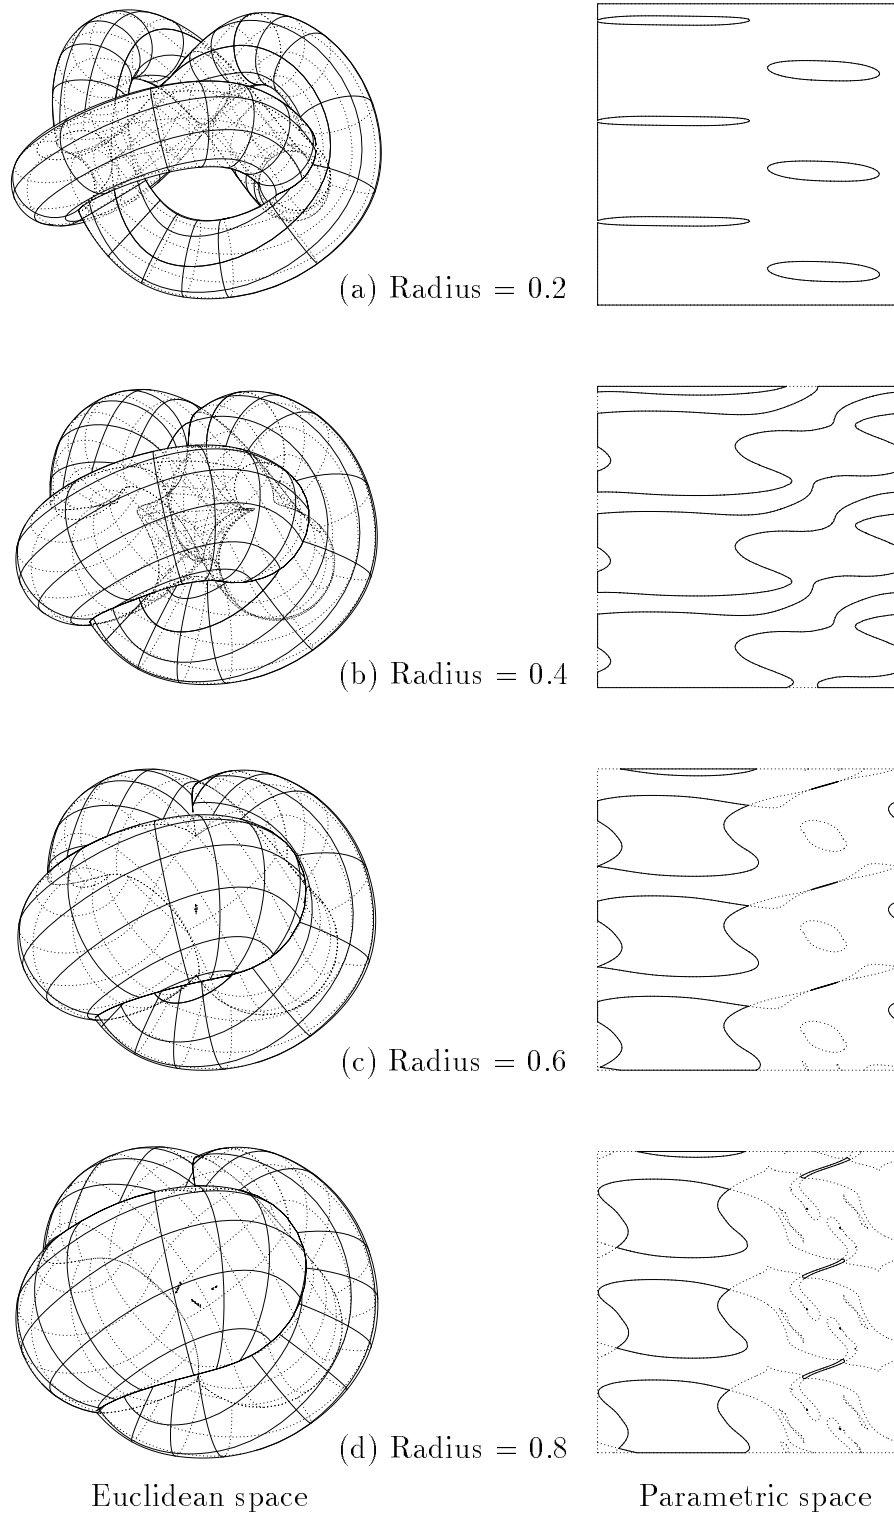 (a) Radius = 0.2
(b) Radius = 0.4
(c) Radius = 0.6
(d) Radius = 0.8
Euclidean space
Parametric space